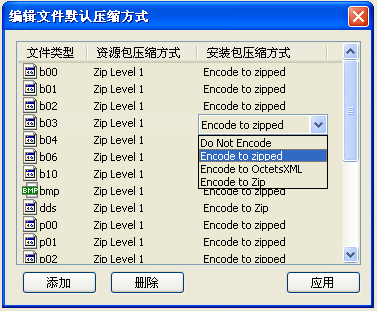 编辑文件默认压缩方式
文件类型 资源包压缩方式 安装包压缩方式
b00 Zip Level 1 Encode to zipped
b01 Zip Level 1 Encode to zipped
b02 Zip Level 1 Encode to zipped
b03 Zip Level 1 Encode to zipped
b04 Zip Level 1 Do Not Encode
b06 Zip Level 1 Encode to zipped
b10 Zip Level 1 Encode to OctetsXML
Encode to Zip
BMP bmp Zip Level 1 Encode to zipped
dds Zip Level 1 Encode to Zip
p00 Zip Level 1 Encode to zipped
p01 Zip Level 1 Encode to zipped
p02 Zip Level 1 Encode to zipped
添加 删除 应用